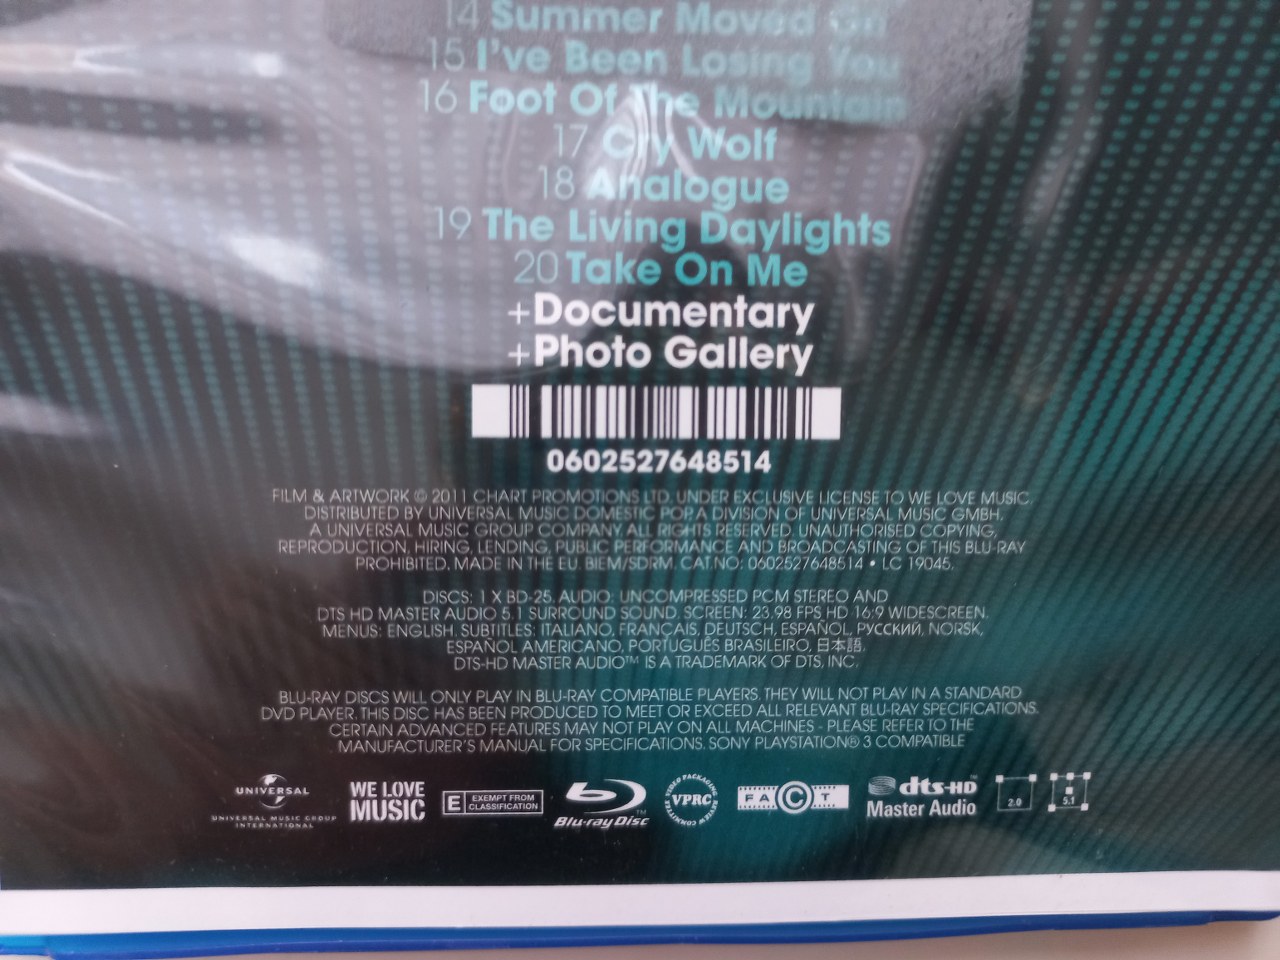 14 Summer Moved On
15 I've Been Losing You
16 Foot Of The Mountain
17 Cry Wolf
18 Analogue
19 The Living Daylights
20 Take On Me
+Documentary
+Photo Gallery
0602527648514
FILM & ARTWORK © 2011 CHART PROMOTIONS LTD. UNDER EXCLUSIVE LICENSE TO WE LOVE MUSIC.
DISTRIBUTED BY UNIVERSAL MUSIC DOMESTIC POP, A DIVISION OF UNIVERSAL MUSIC GMBH.
A UNIVERSAL MUSIC GROUP COMPANY ALL RIGHTS RESERVED. UNAUTHORISED COPYING,
REPRODUCTION, HIRING, LENDING, PUBLIC PERFORMANCE AND BROADCASTING OF THIS BLU-RAY
PROHIBITED. MADE IN THE EU. BIEM/SDRM. CAT.NO: 0602527648514 • LC 19045.
DISCS: 1 X BD-25. AUDIO: UNCOMPRESSED PCM STEREO AND
DTS HD MASTER AUDIO 5.1 SURROUND SOUND. SCREEN: 23.98 FPS HD 16:9 WIDESCREEN.
MENUS: ENGLISH. SUBTITLES: ITALIANO, FRANÇAIS, DEUTSCH, ESPAÑOL, РУССКИЙ, NORSK,
ESPAÑOL AMERICANO, PORTUGUÊS BRASILEIRO, 日本語.
DTS-HD MASTER AUDIO™ IS A TRADEMARK OF DTS, INC.
BLU-RAY DISCS WILL ONLY PLAY IN BLU-RAY COMPATIBLE PLAYERS. THEY WILL NOT PLAY IN A STANDARD
DVD PLAYER. THIS DISC HAS BEEN PRODUCED TO MEET OR EXCEED ALL RELEVANT BLU-RAY SPECIFICATIONS.
CERTAIN ADVANCED FEATURES MAY NOT PLAY ON ALL MACHINES - PLEASE REFER TO THE
MANUFACTURER'S MANUAL FOR SPECIFICATIONS. SONY PLAYSTATION® 3 COMPATIBLE
UNIVERSAL
UNIVERSAL MUSIC GROUP
INTERNATIONAL
WE LOVE
MUSIC
E EXEMPT FROM
CLASSIFICATION
Blu-ray Disc™
VIDEO PACKAGING REVIEW COMMITTEE
VPRC
FACT
dts-HD™
Master Audio
2.0
5.1